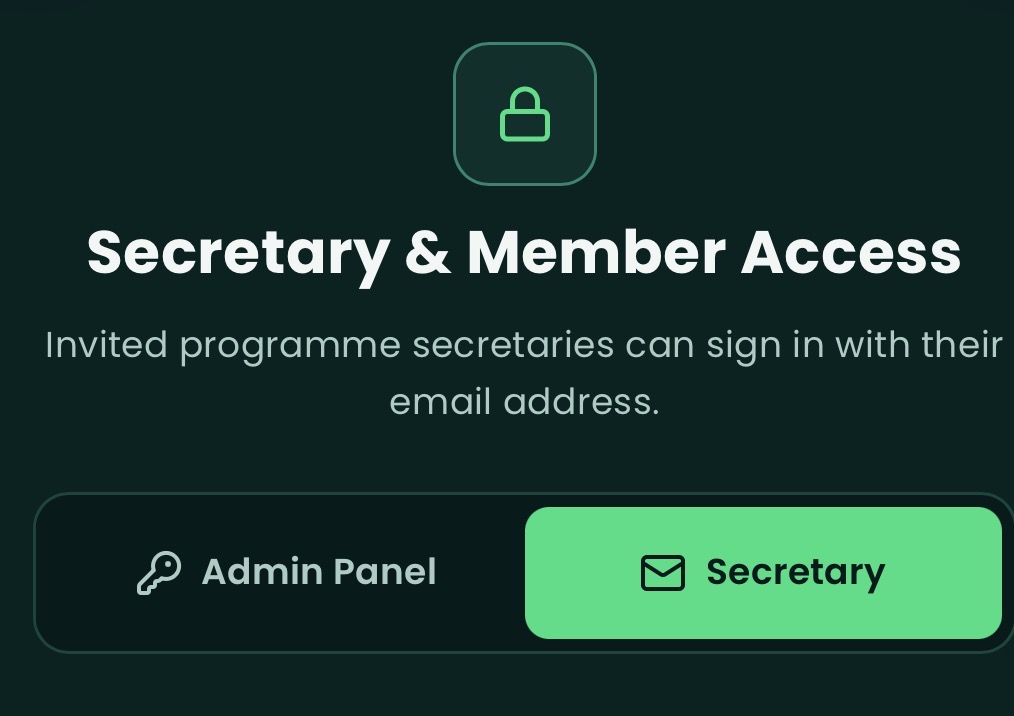 Secretary & Member Access
Invited programme secretaries can sign in with their
email address.
Admin Panel
Secretary